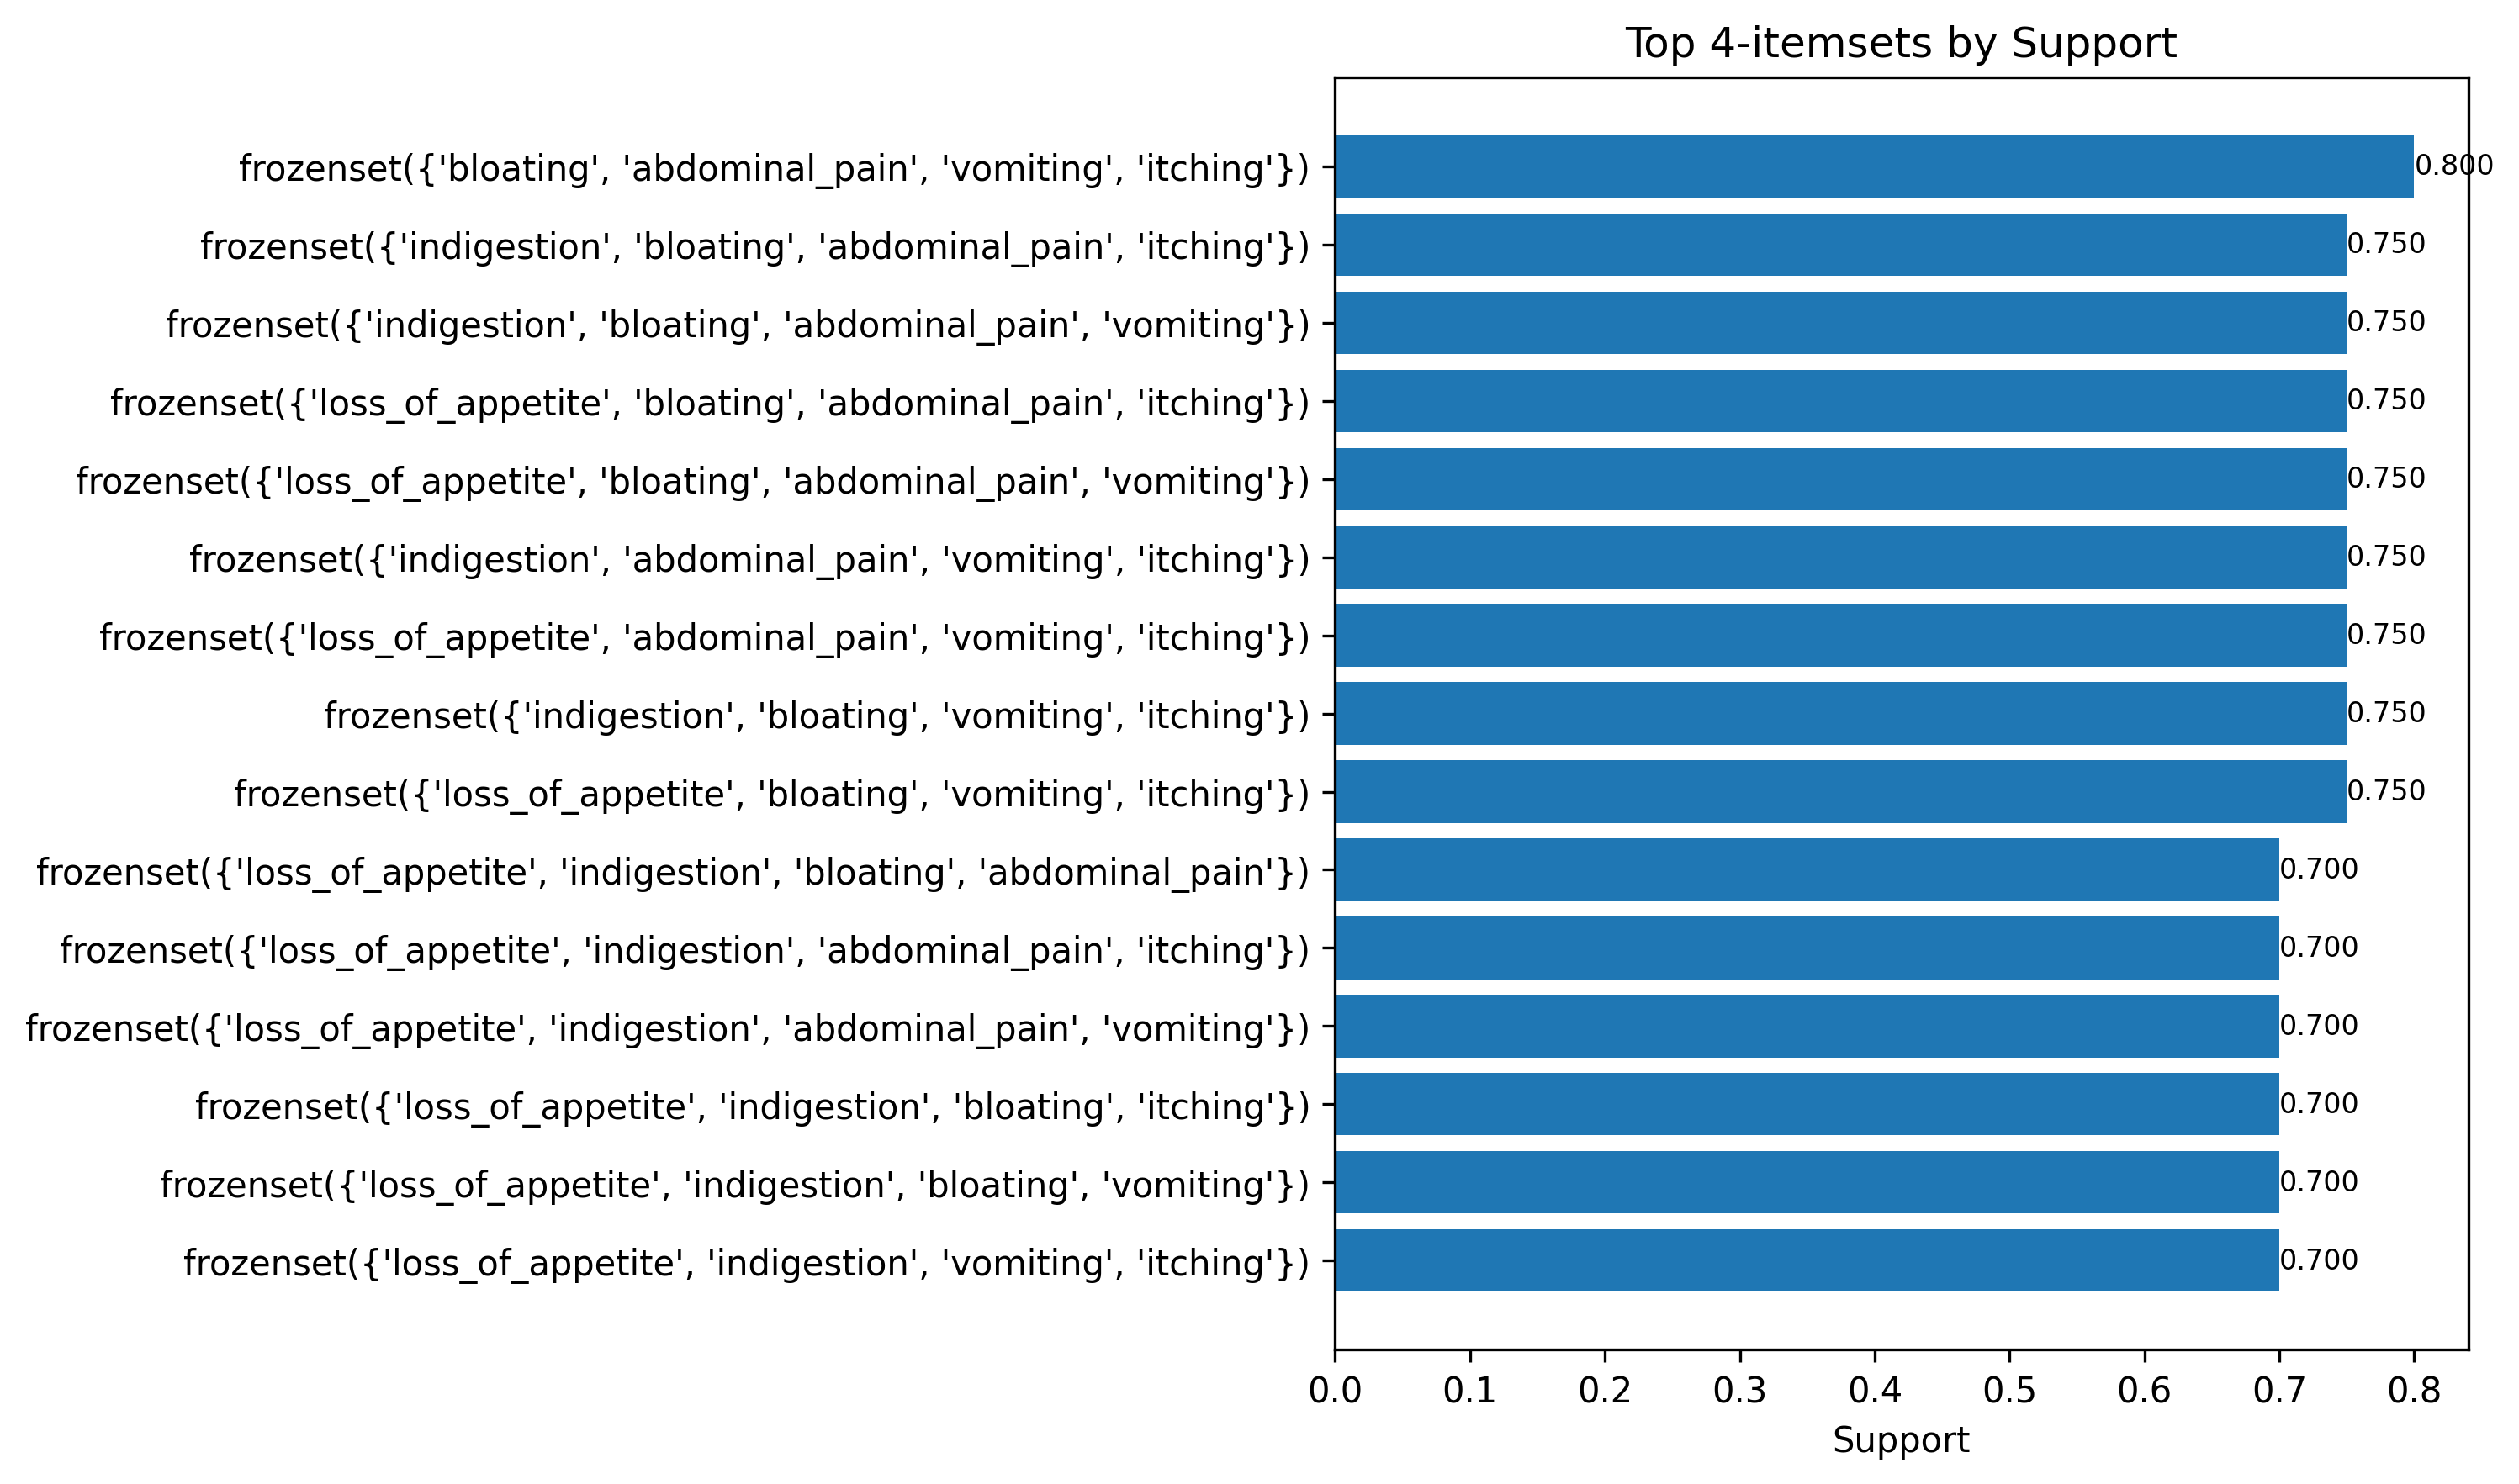 Top 4-itemsets by Support
frozenset({'bloating', 'abdominal_pain', 'vomiting', 'itching'}) 0.800
frozenset({'indigestion', 'bloating', 'abdominal_pain', 'itching'}) 0.750
frozenset({'indigestion', 'bloating', 'abdominal_pain', 'vomiting'}) 0.750
frozenset({'loss_of_appetite', 'bloating', 'abdominal_pain', 'itching'}) 0.750
frozenset({'loss_of_appetite', 'bloating', 'abdominal_pain', 'vomiting'}) 0.750
frozenset({'indigestion', 'abdominal_pain', 'vomiting', 'itching'}) 0.750
frozenset({'loss_of_appetite', 'abdominal_pain', 'vomiting', 'itching'}) 0.750
frozenset({'indigestion', 'bloating', 'vomiting', 'itching'}) 0.750
frozenset({'loss_of_appetite', 'bloating', 'vomiting', 'itching'}) 0.750
frozenset({'loss_of_appetite', 'indigestion', 'bloating', 'abdominal_pain'}) 0.700
frozenset({'loss_of_appetite', 'indigestion', 'abdominal_pain', 'itching'}) 0.700
frozenset({'loss_of_appetite', 'indigestion', 'abdominal_pain', 'vomiting'}) 0.700
frozenset({'loss_of_appetite', 'indigestion', 'bloating', 'itching'}) 0.700
frozenset({'loss_of_appetite', 'indigestion', 'bloating', 'vomiting'}) 0.700
frozenset({'loss_of_appetite', 'indigestion', 'vomiting', 'itching'}) 0.700
0.0 0.1 0.2 0.3 0.4 0.5 0.6 0.7 0.8
Support